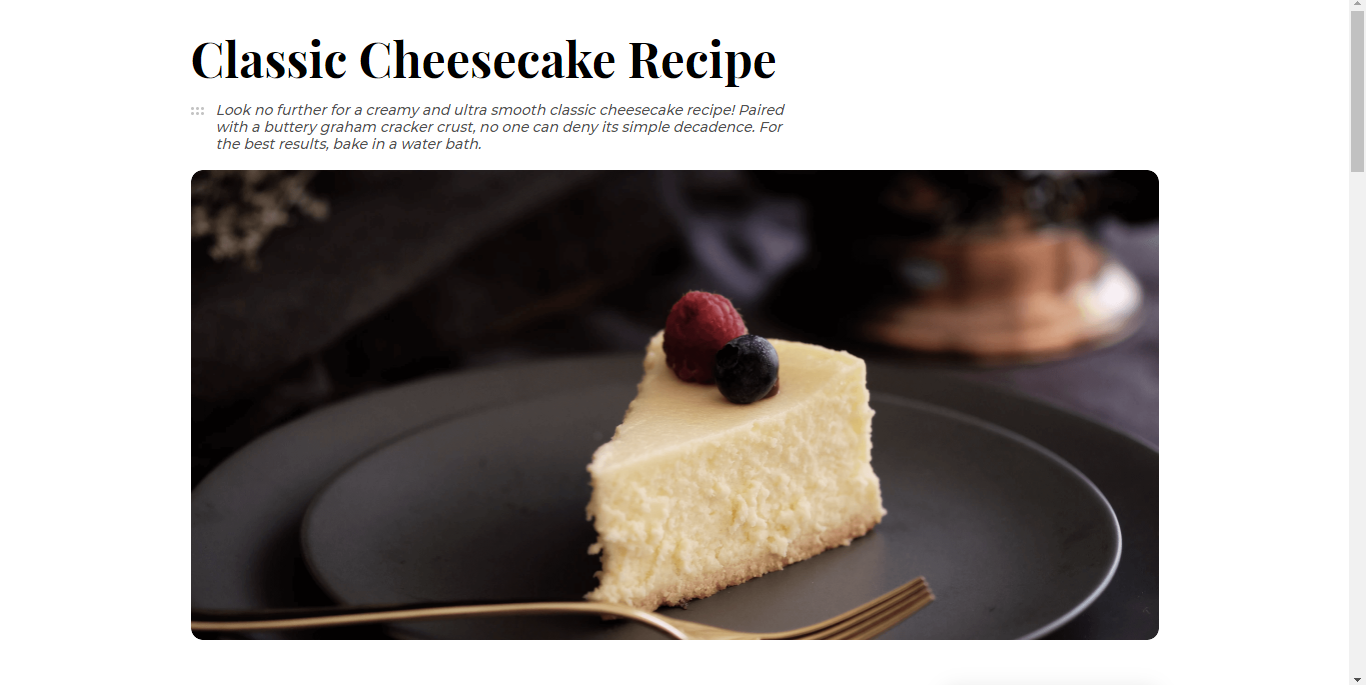 Classic Cheesecake Recipe
Look no further for a creamy and ultra smooth classic cheesecake recipe! Paired
with a buttery graham cracker crust, no one can deny its simple decadence. For
the best results, bake in a water bath.